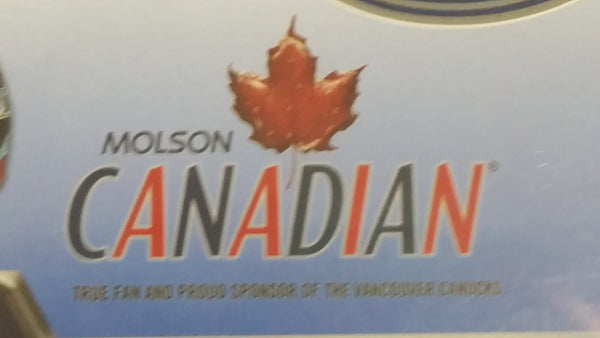 MOLSON
CANADIAN®
TRUE FAN AND PROUD SPONSOR OF THE VANCOUVER CANUCKS